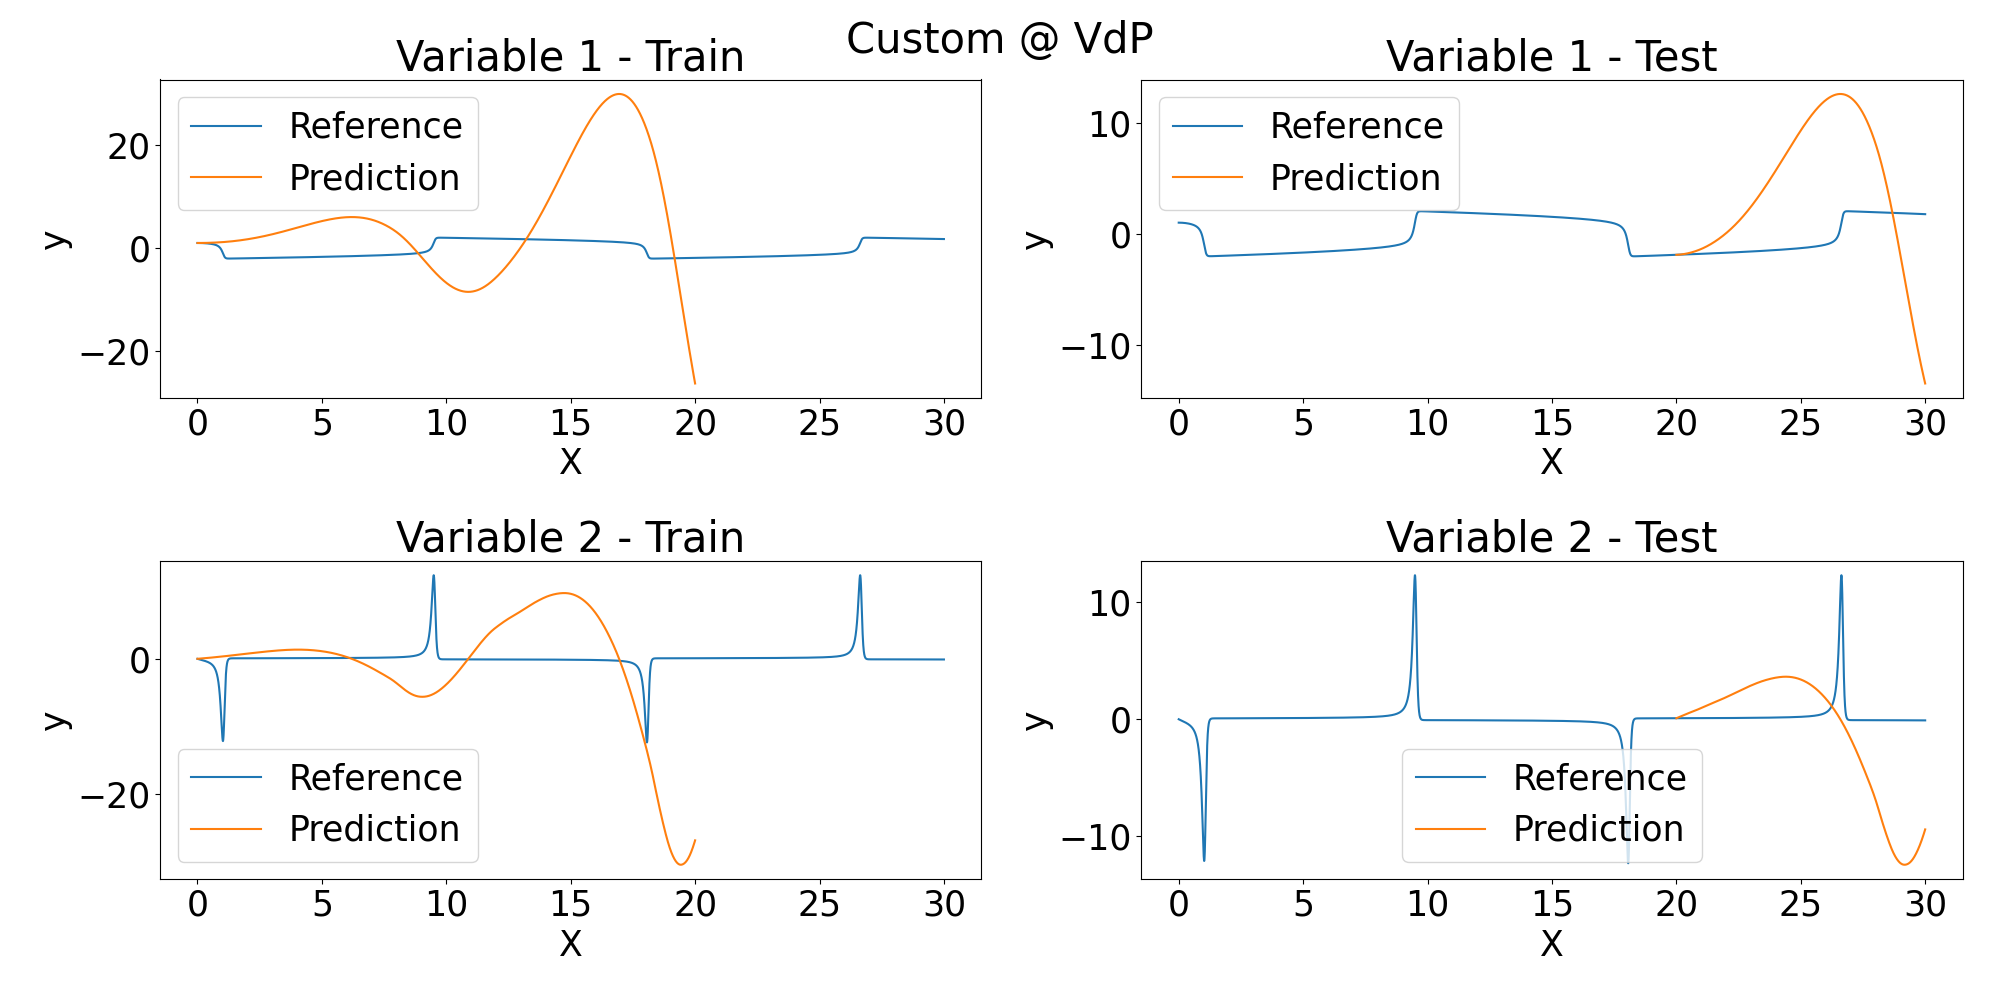 Custom @ VdP
Variable 1 - Train
Reference
Prediction
20
0
−20
y
0 5 10 15 20 25 30
X
Variable 1 - Test
Reference
Prediction
10
0
−10
y
0 5 10 15 20 25 30
X
Variable 2 - Train
Reference
Prediction
0
−20
y
0 5 10 15 20 25 30
X
Variable 2 - Test
Reference
Prediction
10
0
−10
y
0 5 10 15 20 25 30
X